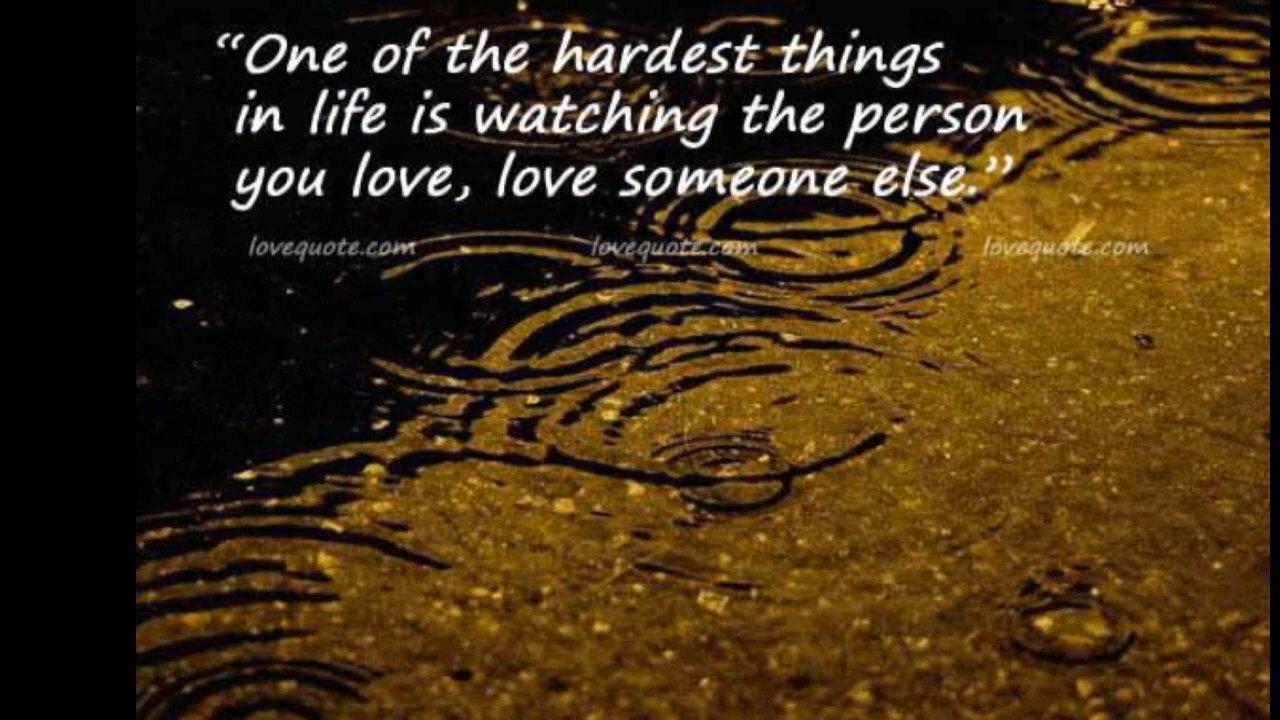 “One of the hardest things
in life is watching the person
you love, love someone else.”
lovequote.com lovequote.com lovequote.com